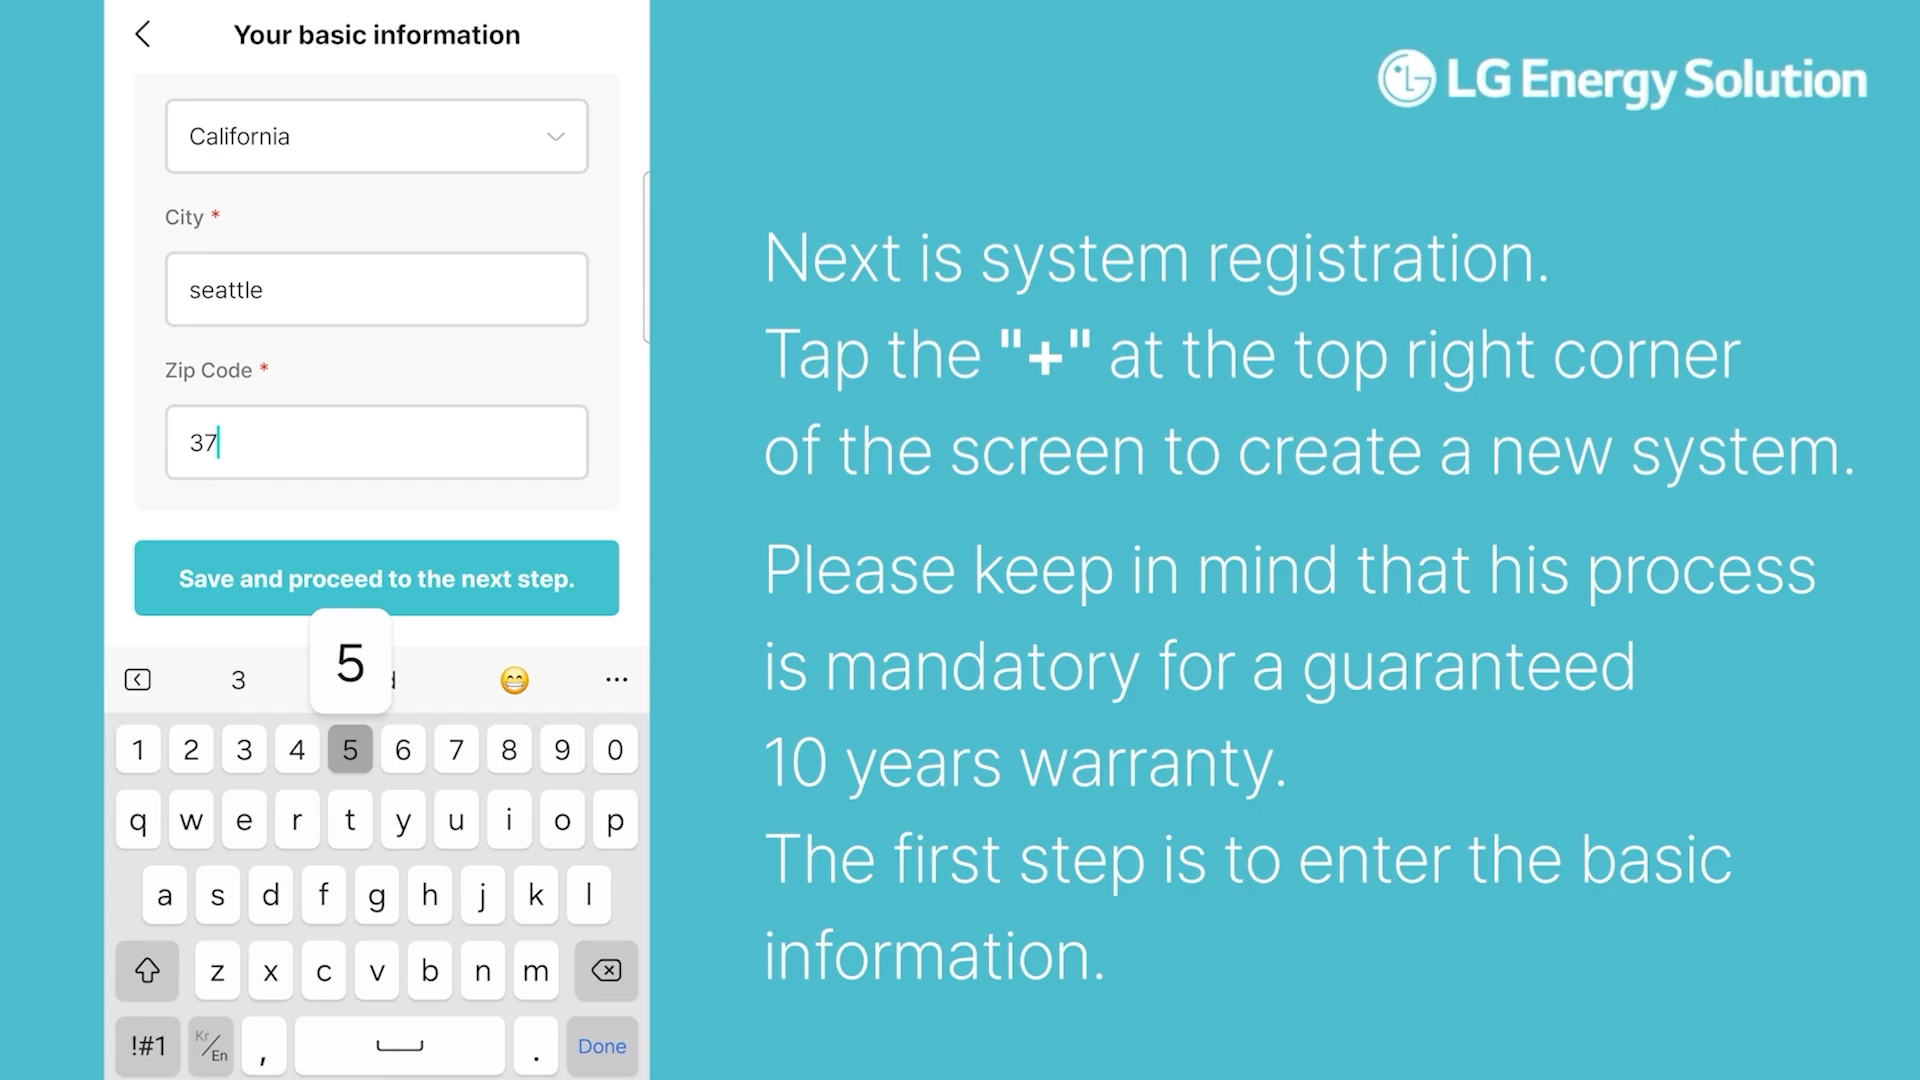 Your basic information
California
City *
seattle
Zip Code *
37
Save and proceed to the next step.
3
5
1 2 3 4 5 6 7 8 9 0
q w e r t y u i o p
a s d f g h j k l
z x c v b n m
!#1 Kr/En , . Done
LG Energy Solution
Next is system registration.
Tap the "+" at the top right corner
of the screen to create a new system.
Please keep in mind that his process
is mandatory for a guaranteed
10 years warranty.
The first step is to enter the basic
information.